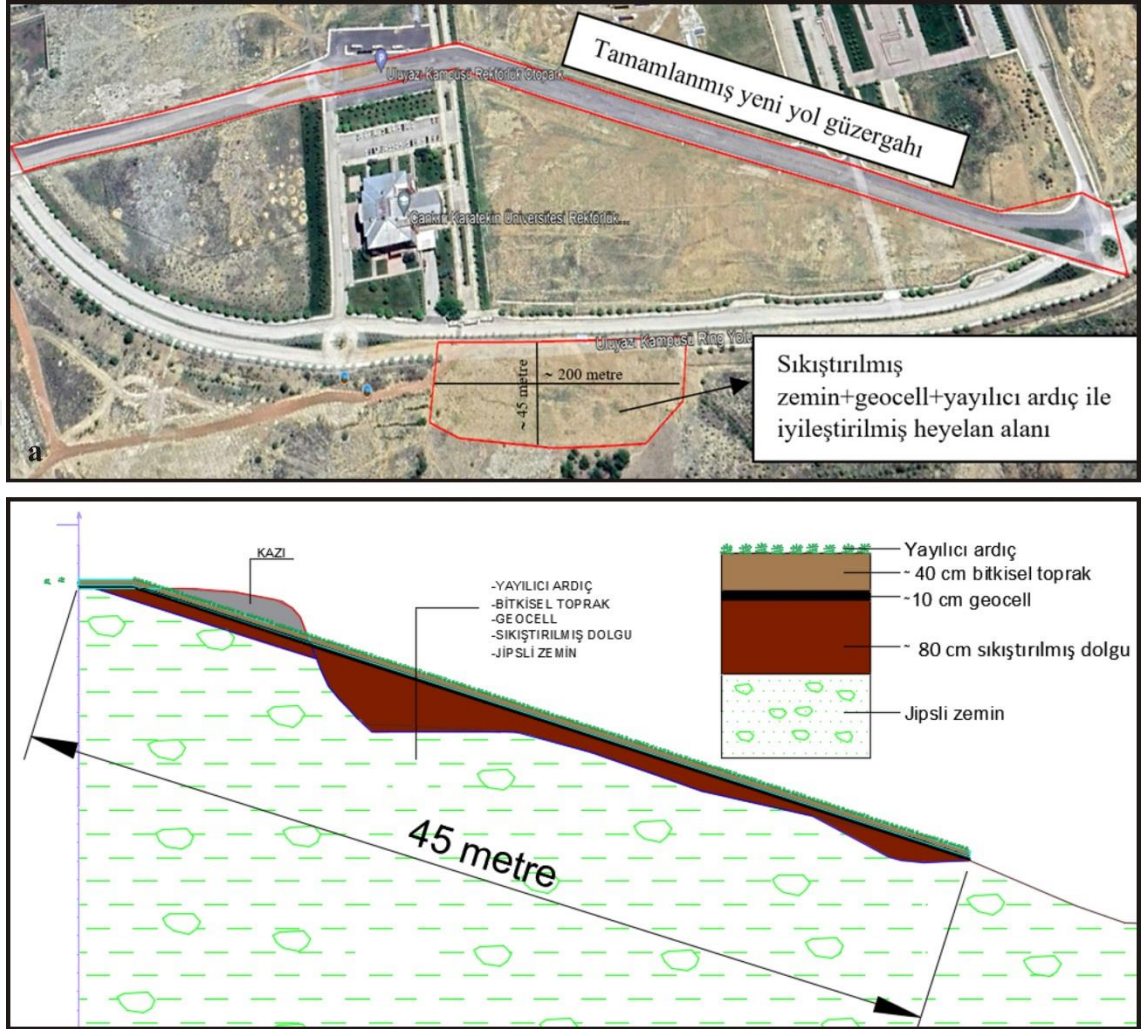 Tamamlanmış yeni yol güzergahı
Uluyazı Kampüsü Rektörlük Otopark
Çankırı Karatekin Üniversitesi Rektörlük...
Uluyazı Kampüsü Ring Yolu
~ 200 metre
~ 45 metre
Sıkıştırılmış
zemin+geocell+yayılıcı ardıç ile
iyileştirilmiş heyelan alanı
a
KAZI
-YAYILICI ARDIÇ
-BİTKİSEL TOPRAK
-GEOCELL
-SIKIŞTIRILMIŞ DOLGU
-JİPSLİ ZEMİN
Yayılıcı ardıç
~ 40 cm bitkisel toprak
~10 cm geocell
~ 80 cm sıkıştırılmış dolgu
Jipsli zemin
45 metre